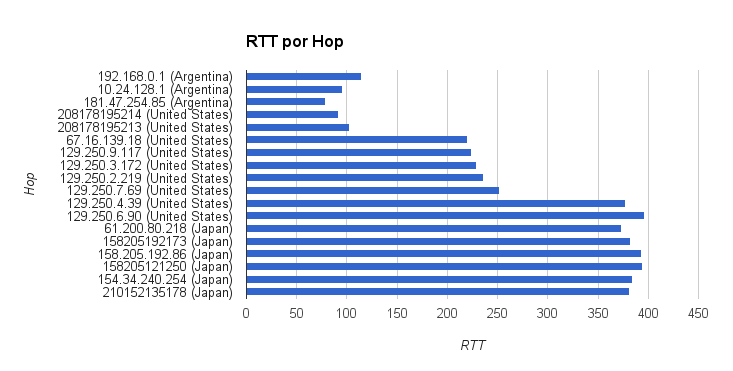 RTT por Hop
192.168.0.1 (Argentina)
10.24.128.1 (Argentina)
181.47.254.85 (Argentina)
208178195214 (United States)
208178195213 (United States)
67.16.139.18 (United States)
129.250.9.117 (United States)
129.250.3.172 (United States)
129.250.2.219 (United States)
129.250.7.69 (United States)
129.250.4.39 (United States)
129.250.6.90 (United States)
61.200.80.218 (Japan)
158205192173 (Japan)
158.205.192.86 (Japan)
158205121250 (Japan)
154.34.240.254 (Japan)
210152135178 (Japan)
Hop
0 50 100 150 200 250 300 350 400 450
RTT